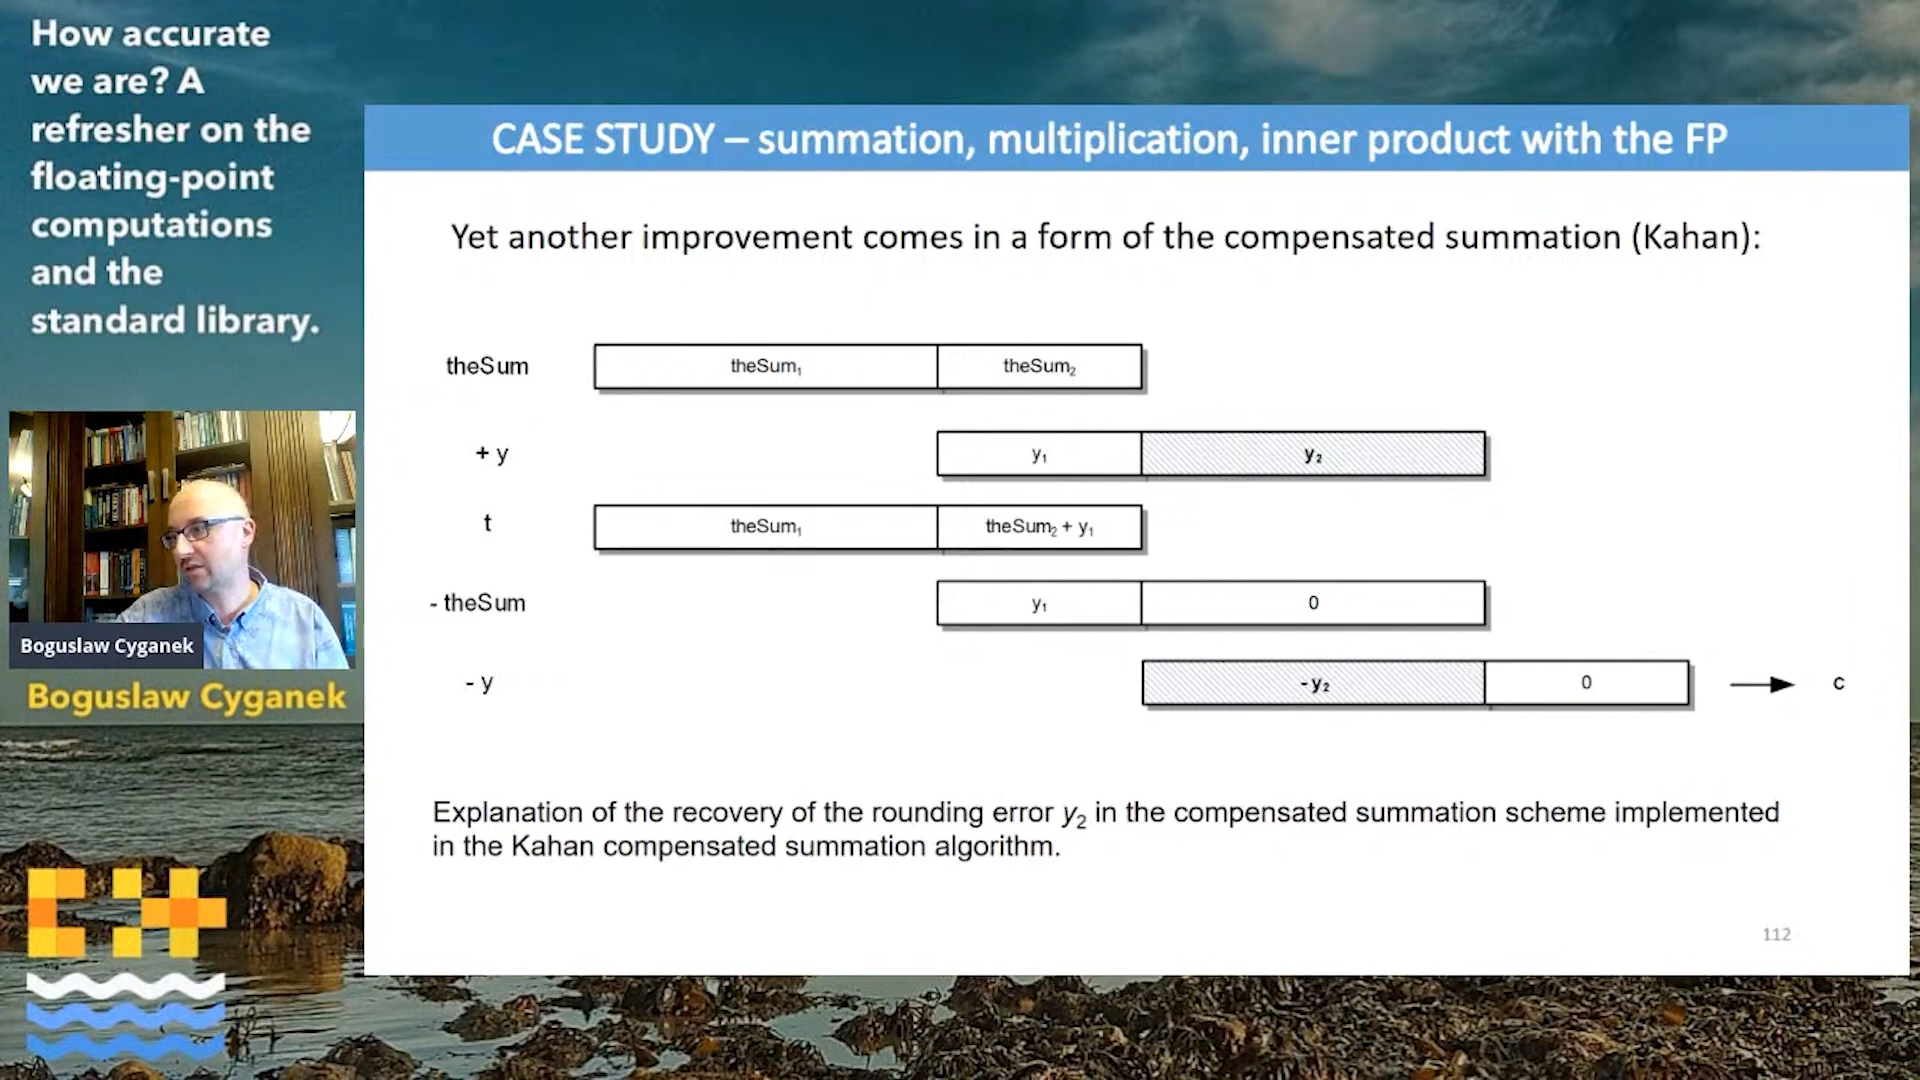 How accurate
we are? A
refresher on the
floating-point
computations
and the
standard library.
Boguslaw Cyganek
Boguslaw Cyganek
CASE STUDY – summation, multiplication, inner product with the FP
Yet another improvement comes in a form of the compensated summation (Kahan):
theSum theSum₁ theSum₂
+ y y₁ y₂
t theSum₁ theSum₂ + y₁
- theSum y₁ 0
- y - y₂ 0 c
Explanation of the recovery of the rounding error y₂ in the compensated summation scheme implemented
in the Kahan compensated summation algorithm.
112